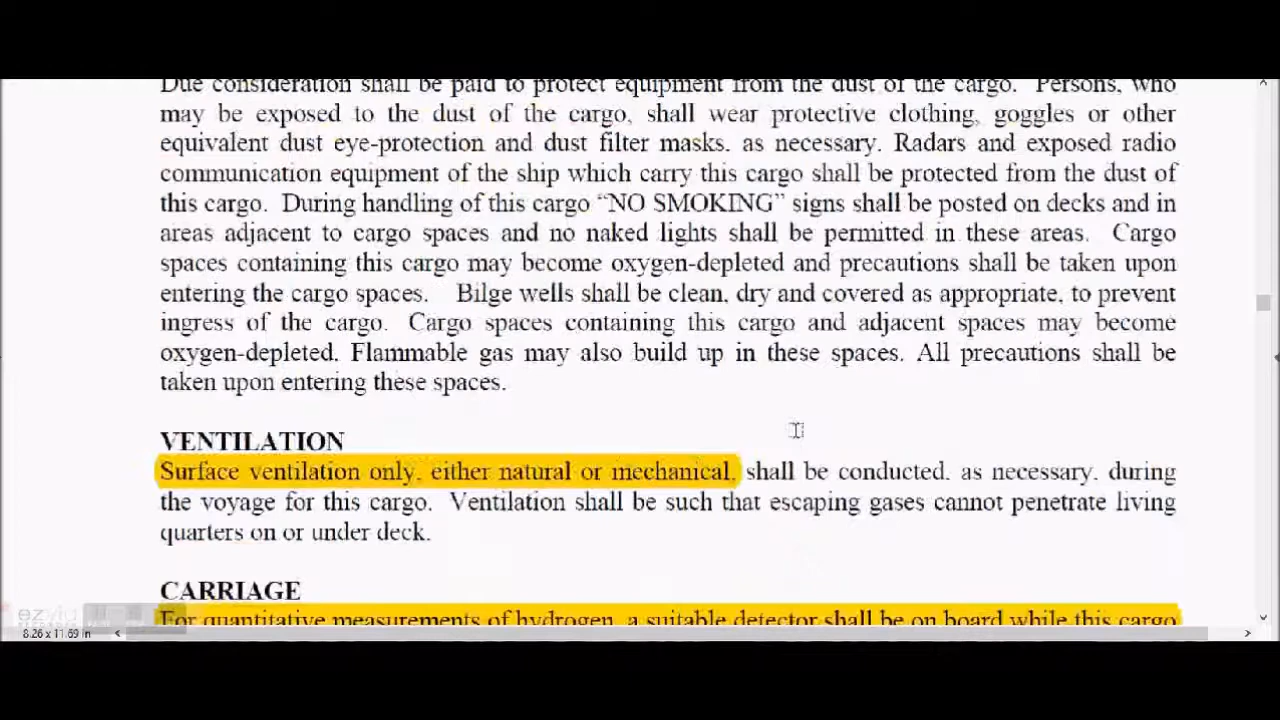 Due consideration shall be paid to protect equipment from the dust of the cargo. Persons, who
may be exposed to the dust of the cargo, shall wear protective clothing, goggles or other
equivalent dust eye-protection and dust filter masks, as necessary. Radars and exposed radio
communication equipment of the ship which carry this cargo shall be protected from the dust of
this cargo. During handling of this cargo “NO SMOKING” signs shall be posted on decks and in
areas adjacent to cargo spaces and no naked lights shall be permitted in these areas. Cargo
spaces containing this cargo may become oxygen-depleted and precautions shall be taken upon
entering the cargo spaces. Bilge wells shall be clean, dry and covered as appropriate, to prevent
ingress of the cargo. Cargo spaces containing this cargo and adjacent spaces may become
oxygen-depleted. Flammable gas may also build up in these spaces. All precautions shall be
taken upon entering these spaces.
VENTILATION
Surface ventilation only, either natural or mechanical, shall be conducted, as necessary, during
the voyage for this cargo. Ventilation shall be such that escaping gases cannot penetrate living
quarters on or under deck.
CARRIAGE
For quantitative measurements of hydrogen, a suitable detector shall be on board while this cargo
8.26 x 11.69 in